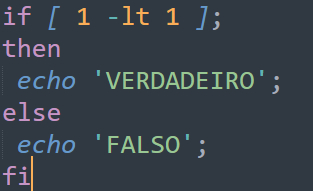 if [ 1 -lt 1 ];
then
 echo 'VERDADEIRO';
else
 echo 'FALSO';
fi